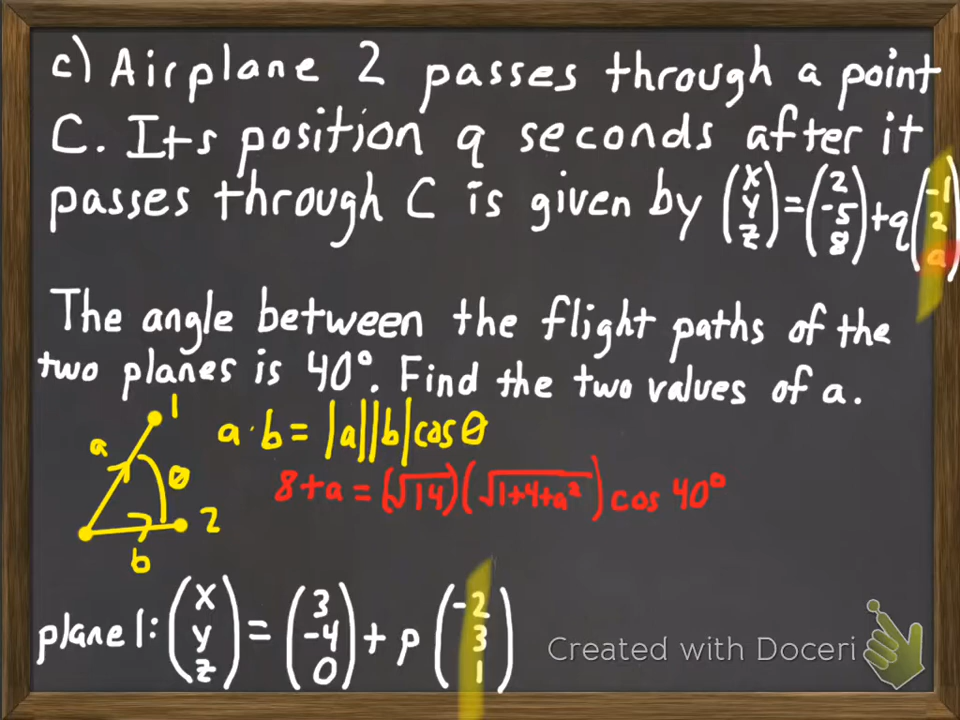 c) Airplane 2 passes through a point
C. Its position q seconds after it
passes through C is given by (x y z) = (2 -5 8) + q (-1 2 a)
The angle between the flight paths of the
two planes is 40°. Find the two values of a.
1
a
θ
2
b
a · b = |a||b|cos θ
8+a = (√14)(√1+4+a²) cos 40°
plane 1: (x y z) = (3 -4 0) + p (-2 3 1)
Created with Doceri